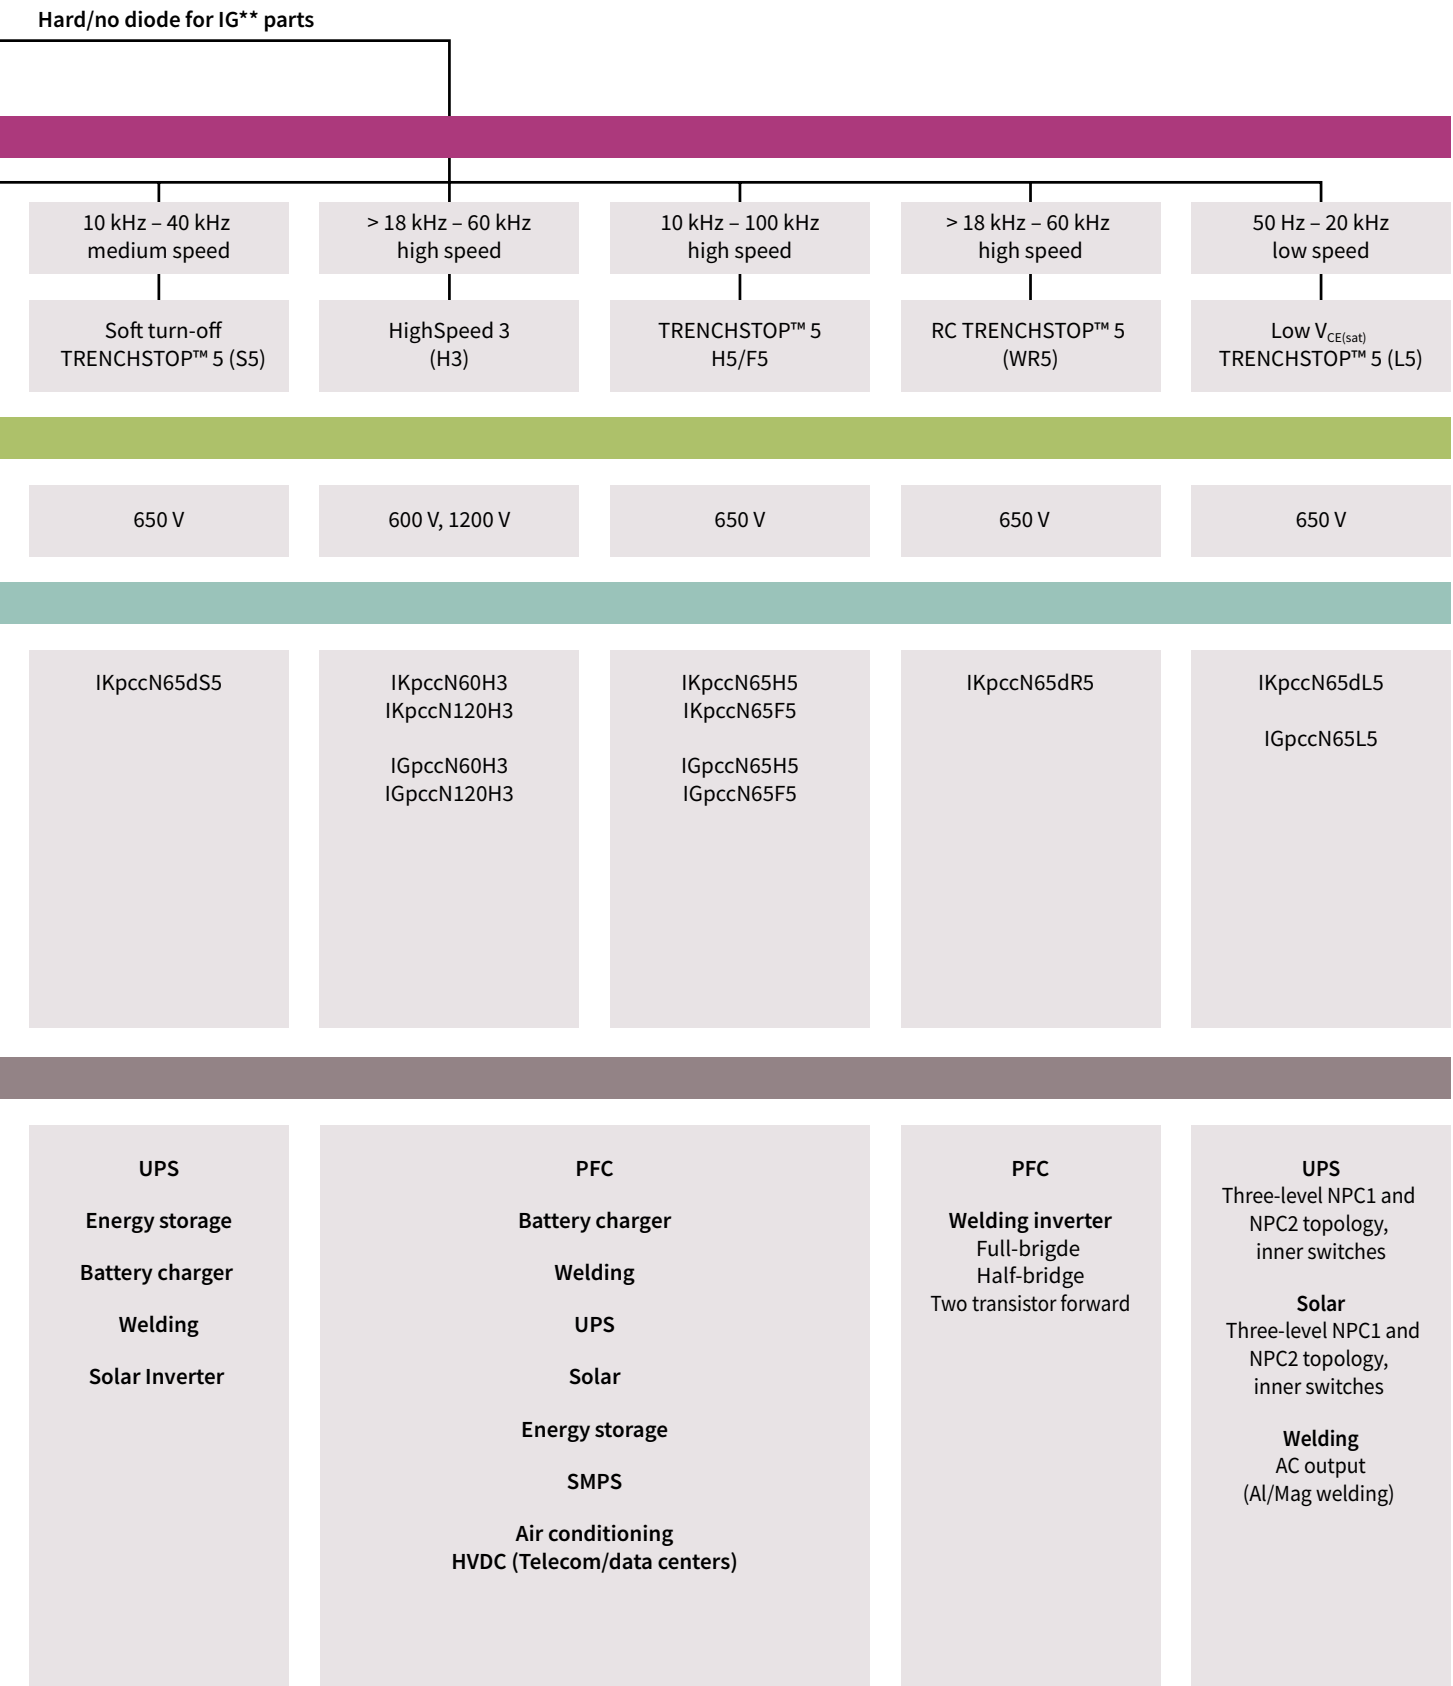 Hard/no diode for IG** parts
10 kHz – 40 kHz
medium speed
> 18 kHz – 60 kHz
high speed
10 kHz – 100 kHz
high speed
> 18 kHz – 60 kHz
high speed
50 Hz – 20 kHz
low speed
Soft turn-off
TRENCHSTOP™ 5 (S5)
HighSpeed 3
(H3)
TRENCHSTOP™ 5
H5/F5
RC TRENCHSTOP™ 5
(WR5)
Low VCE(sat)
TRENCHSTOP™ 5 (L5)
650 V
600 V, 1200 V
650 V
650 V
650 V
IKpccN65dS5
IKpccN60H3
IKpccN120H3
IGpccN60H3
IGpccN120H3
IKpccN65H5
IKpccN65F5
IGpccN65H5
IGpccN65F5
IKpccN65dR5
IKpccN65dL5
IGpccN65L5
UPS
Energy storage
Battery charger
Welding
Solar Inverter
PFC
Battery charger
Welding
UPS
Solar
Energy storage
SMPS
Air conditioning
HVDC (Telecom/data centers)
PFC
Welding inverter
Full-brigde
Half-bridge
Two transistor forward
UPS
Three-level NPC1 and
NPC2 topology,
inner switches
Solar
Three-level NPC1 and
NPC2 topology,
inner switches
Welding
AC output
(Al/Mag welding)